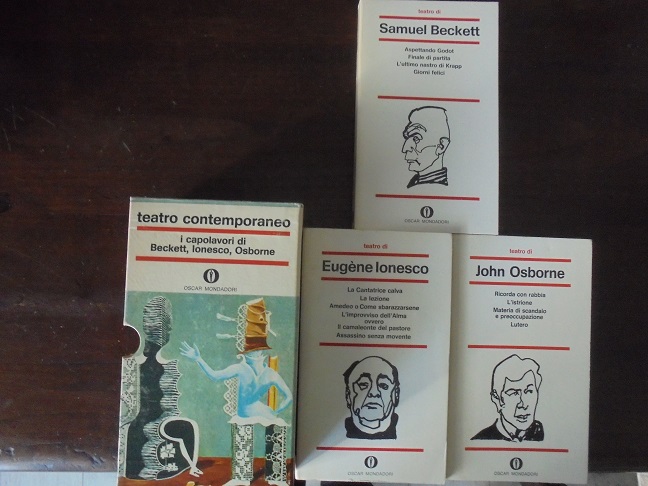 teatro di
Samuel Beckett
Aspettando Godot
Finale di partita
L'ultimo nastro di Krapp
Giorni felici
OSCAR MONDADORI
teatro contemporaneo
i capolavori di
Beckett, Ionesco, Osborne
OSCAR MONDADORI
teatro di
Eugène Ionesco
La Cantatrice calva
La lezione
Amedeo o Come sbarazzarsene
L'improvviso dell'Alma
ovvero
Il camaleonte del pastore
Assassino senza movente
OSCAR MONDADORI
teatro di
John Osborne
Ricorda con rabbia
L'istrione
Materia di scandalo
e preoccupazione
Lutero
OSCAR MONDADORI